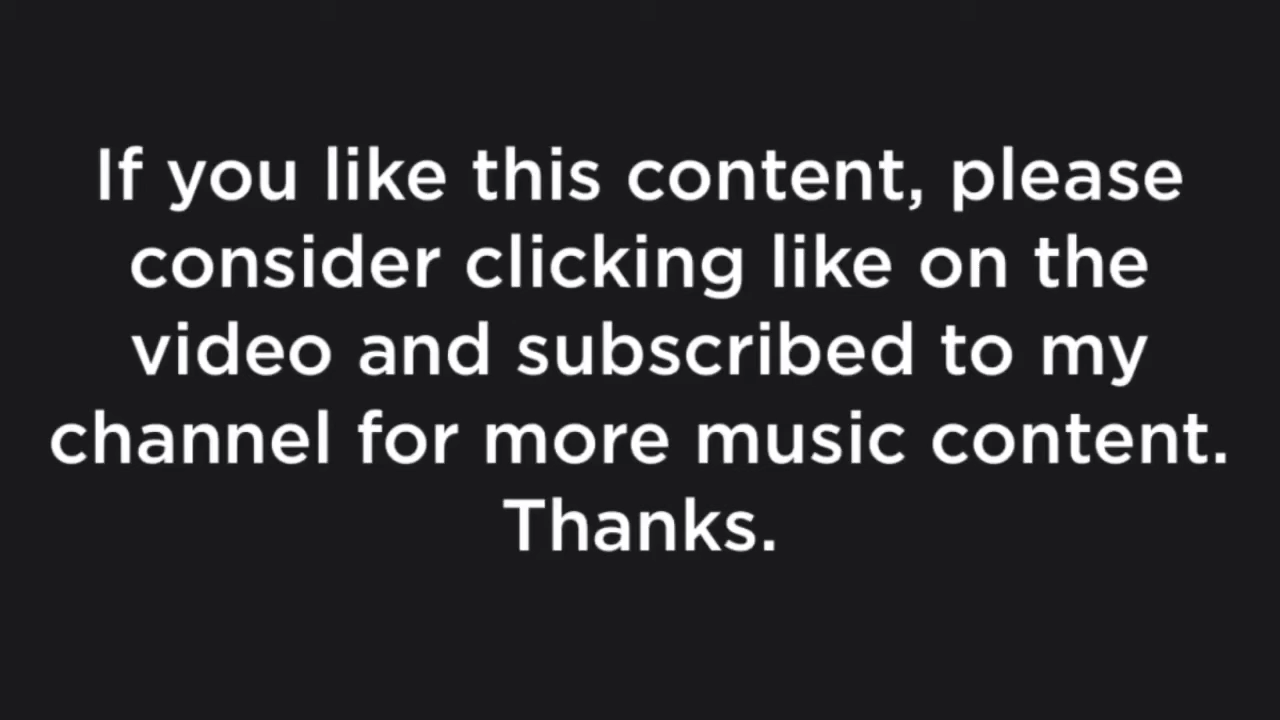 If you like this content, please
consider clicking like on the
video and subscribed to my
channel for more music content.
Thanks.